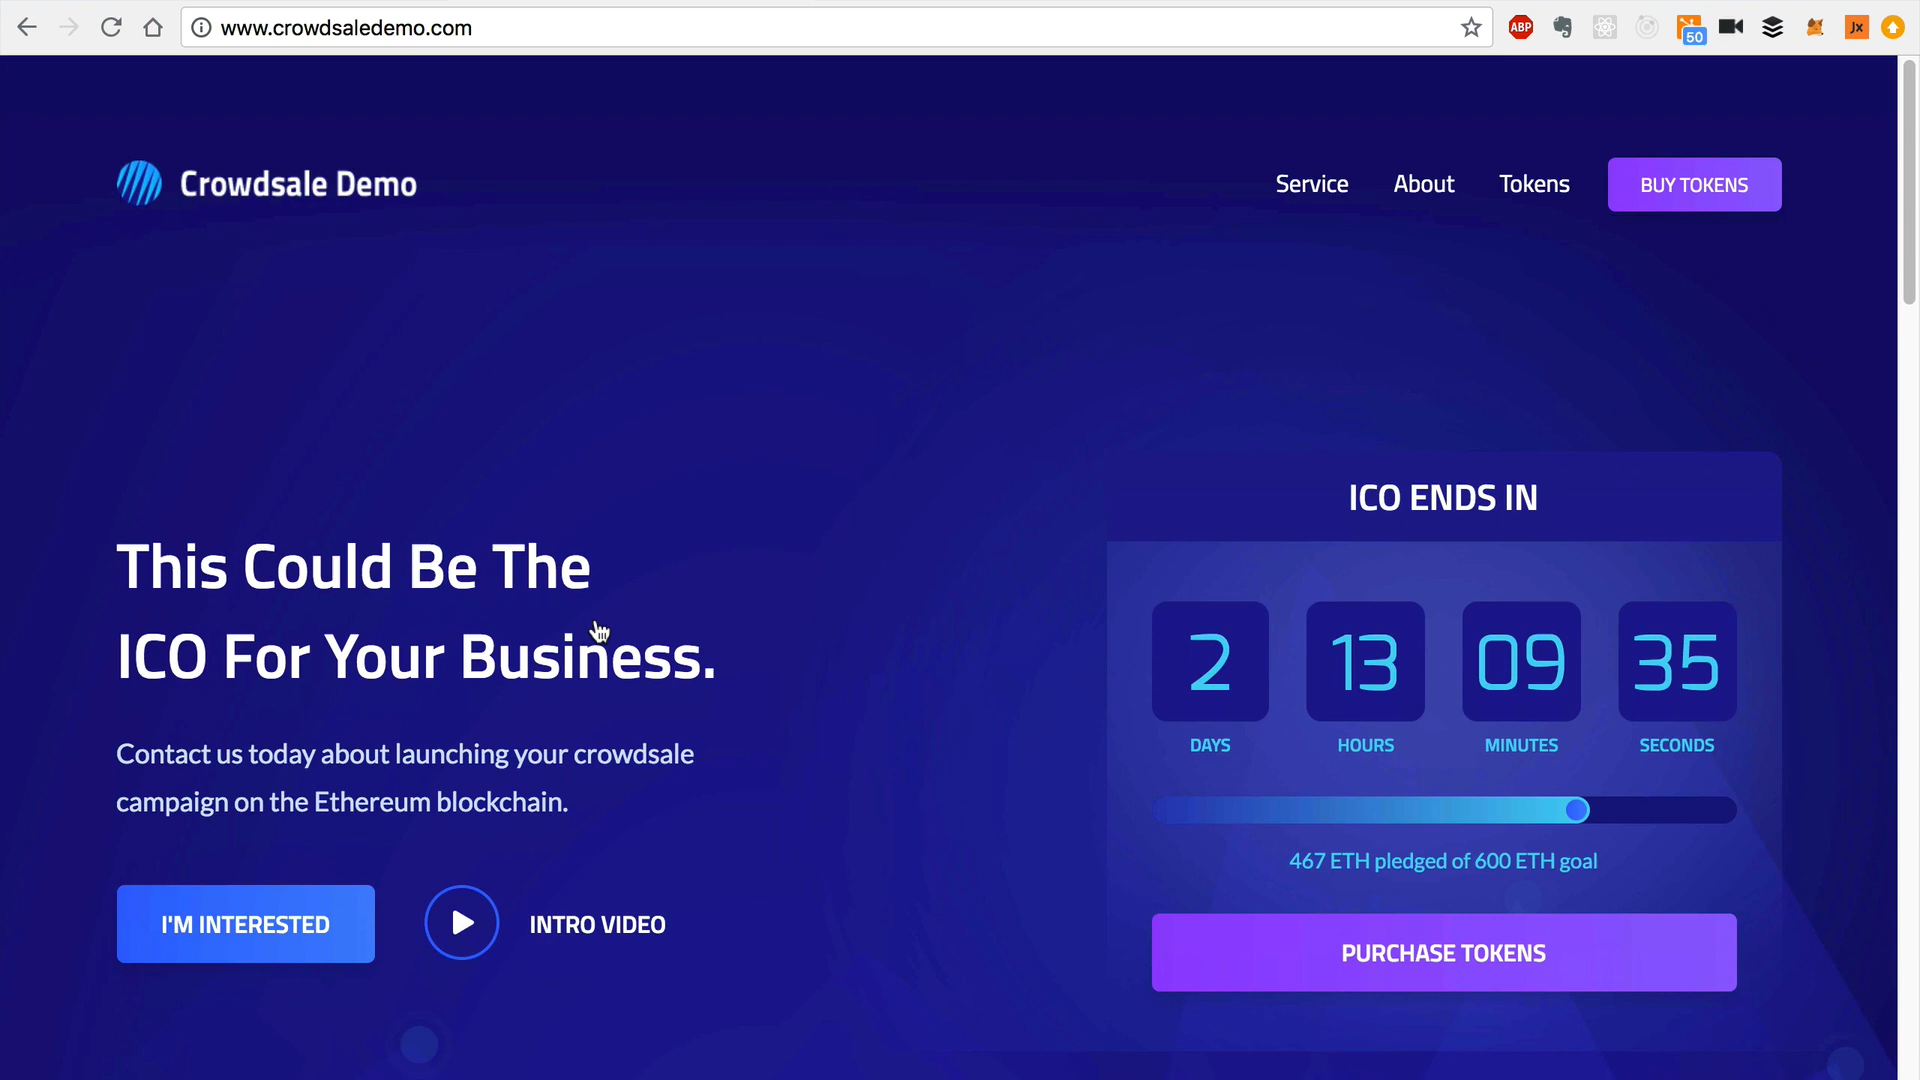 www.crowdsaledemo.com
ABP
50
Jx
Crowdsale Demo
Service
About
Tokens
BUY TOKENS
This Could Be The
ICO For Your Business.
Contact us today about launching your crowdsale
campaign on the Ethereum blockchain.
I'M INTERESTED
INTRO VIDEO
ICO ENDS IN
2 13 09 35
DAYS HOURS MINUTES SECONDS
467 ETH pledged of 600 ETH goal
PURCHASE TOKENS